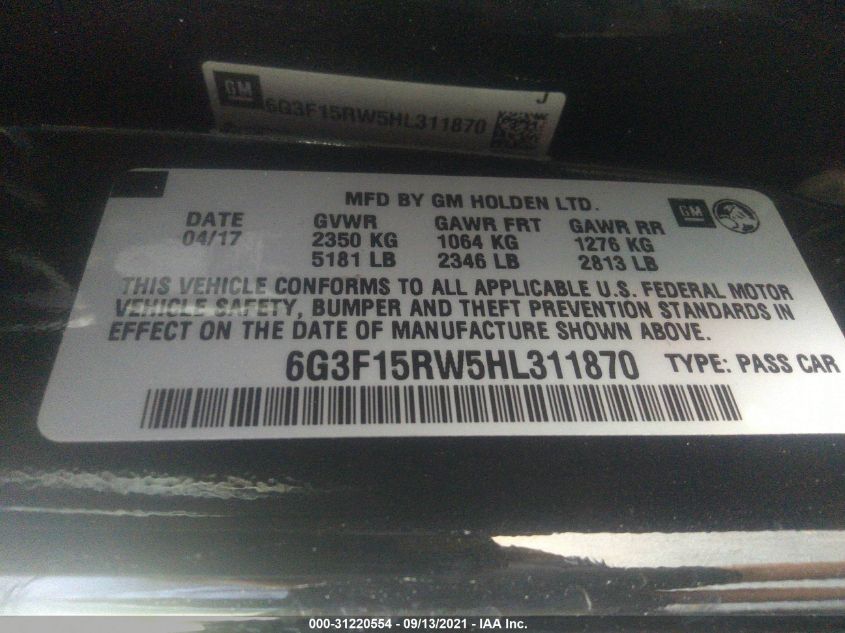 GM
J
6G3F15RW5HL311870
MFD BY GM HOLDEN LTD.
GM
DATE GVWR GAWR FRT GAWR RR
04/17 2350 KG 1064 KG 1276 KG
5181 LB 2346 LB 2813 LB
THIS VEHICLE CONFORMS TO ALL APPLICABLE U.S. FEDERAL MOTOR
VEHICLE SAFETY, BUMPER AND THEFT PREVENTION STANDARDS IN
EFFECT ON THE DATE OF MANUFACTURE SHOWN ABOVE.
6G3F15RW5HL311870 TYPE: PASS CAR
000-31220554 - 09/13/2021 - IAA Inc.